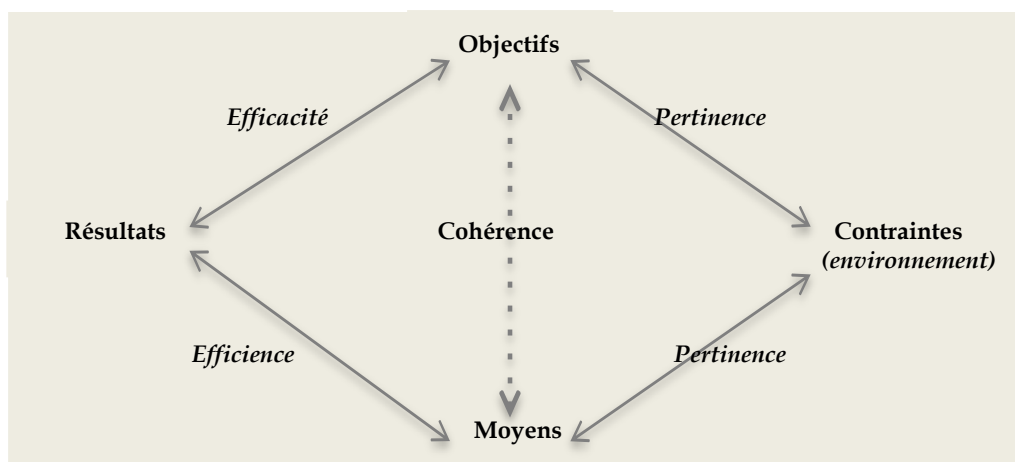 Objectifs
Efficacité
Pertinence
Résultats
Cohérence
Contraintes
(environnement)
Efficience
Pertinence
Moyens